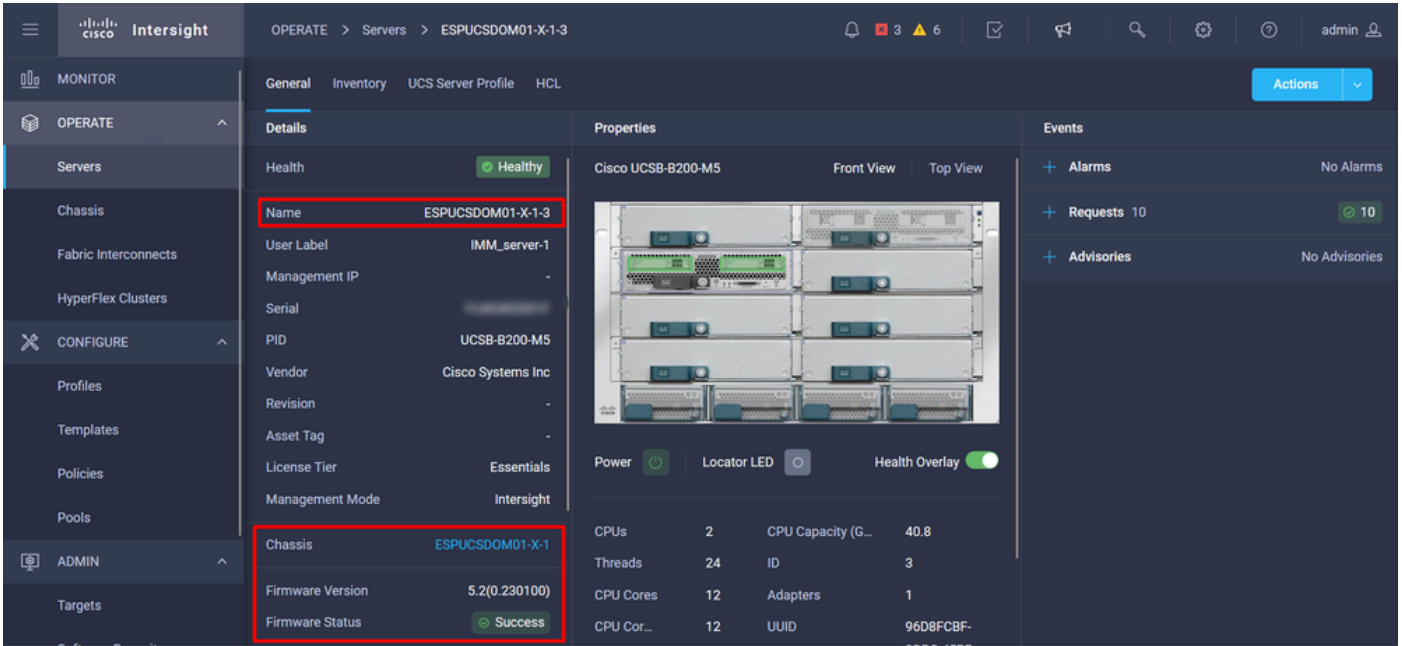 cisco Intersight
OPERATE > Servers > ESPUCSDOM01-X-1-3
3 6
admin
MONITOR
OPERATE
Servers
Chassis
Fabric Interconnects
HyperFlex Clusters
CONFIGURE
Profiles
Templates
Policies
Pools
ADMIN
Targets
General Inventory UCS Server Profile HCL
Actions
Details
Health Healthy
Name ESPUCSDOM01-X-1-3
User Label IMM_server-1
Management IP -
Serial
PID UCSB-B200-M5
Vendor Cisco Systems Inc
Revision -
Asset Tag -
License Tier Essentials
Management Mode Intersight
Chassis ESPUCSDOM01-X-1
Firmware Version 5.2(0.230100)
Firmware Status Success
Properties
Cisco UCSB-B200-M5 Front View Top View
Power Locator LED Health Overlay
CPUs 2 CPU Capacity (G... 40.8
Threads 24 ID 3
CPU Cores 12 Adapters 1
CPU Cor... 12 UUID 96D8FCBF-
Events
Alarms No Alarms
Requests 10 10
Advisories No Advisories